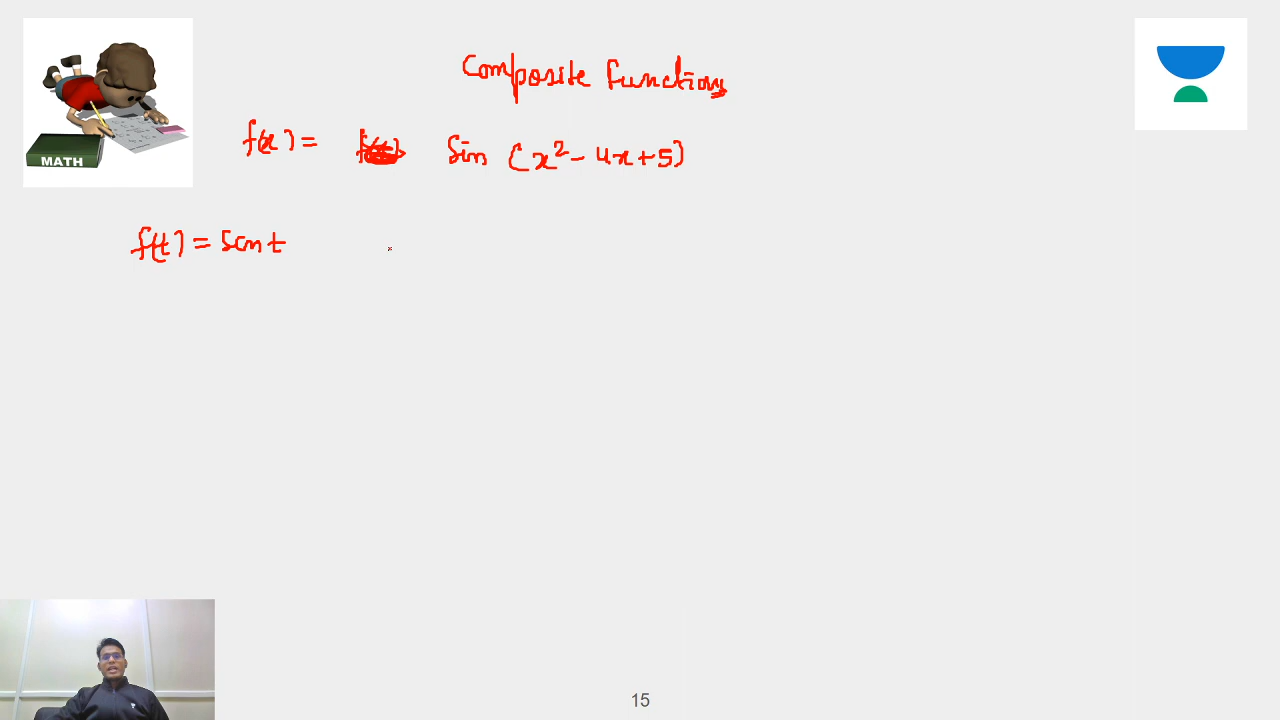 Composite functions
f(x) = sin (x² - 4x + 5)
f(t) = sin t
MATH
15